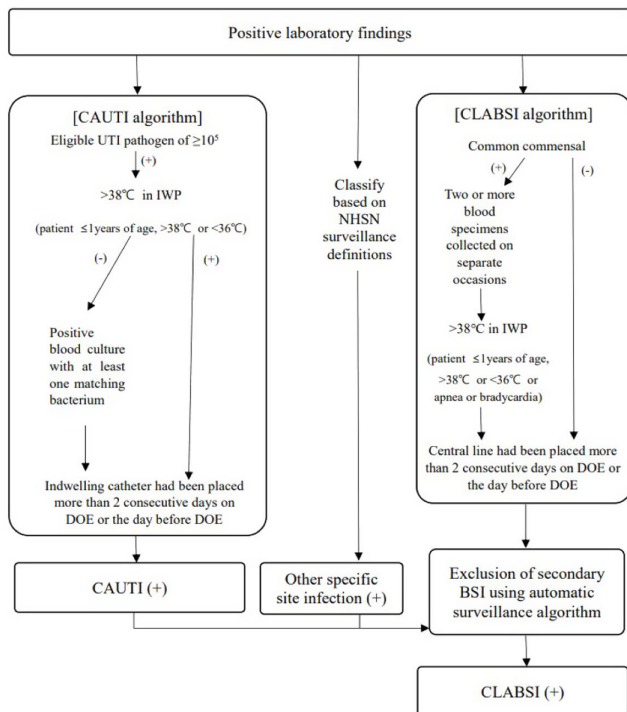 Positive laboratory findings
[CAUTI algorithm]
Eligible UTI pathogen of ≥10⁵
(+)
>38℃ in IWP
(patient ≤1years of age, >38℃ or <36℃)
(-)
(+)
Positive
blood culture
with at least
one matching
bacterium
Indwelling catheter had been placed
more than 2 consecutive days on
DOE or the day before DOE
CAUTI (+)
Classify
based on
NHSN
surveillance
definitions
Other specific
site infection (+)
[CLABSI algorithm]
Common commensal
(+)
(-)
Two or more
blood
specimens
collected on
separate
occasions
>38℃ in IWP
(patient ≤1years of age,
>38℃ or <36℃ or
apnea or bradycardia)
Central line had been placed more
than 2 consecutive days on DOE or
the day before DOE
Exclusion of secondary
BSI using automatic
surveillance algorithm
CLABSI (+)